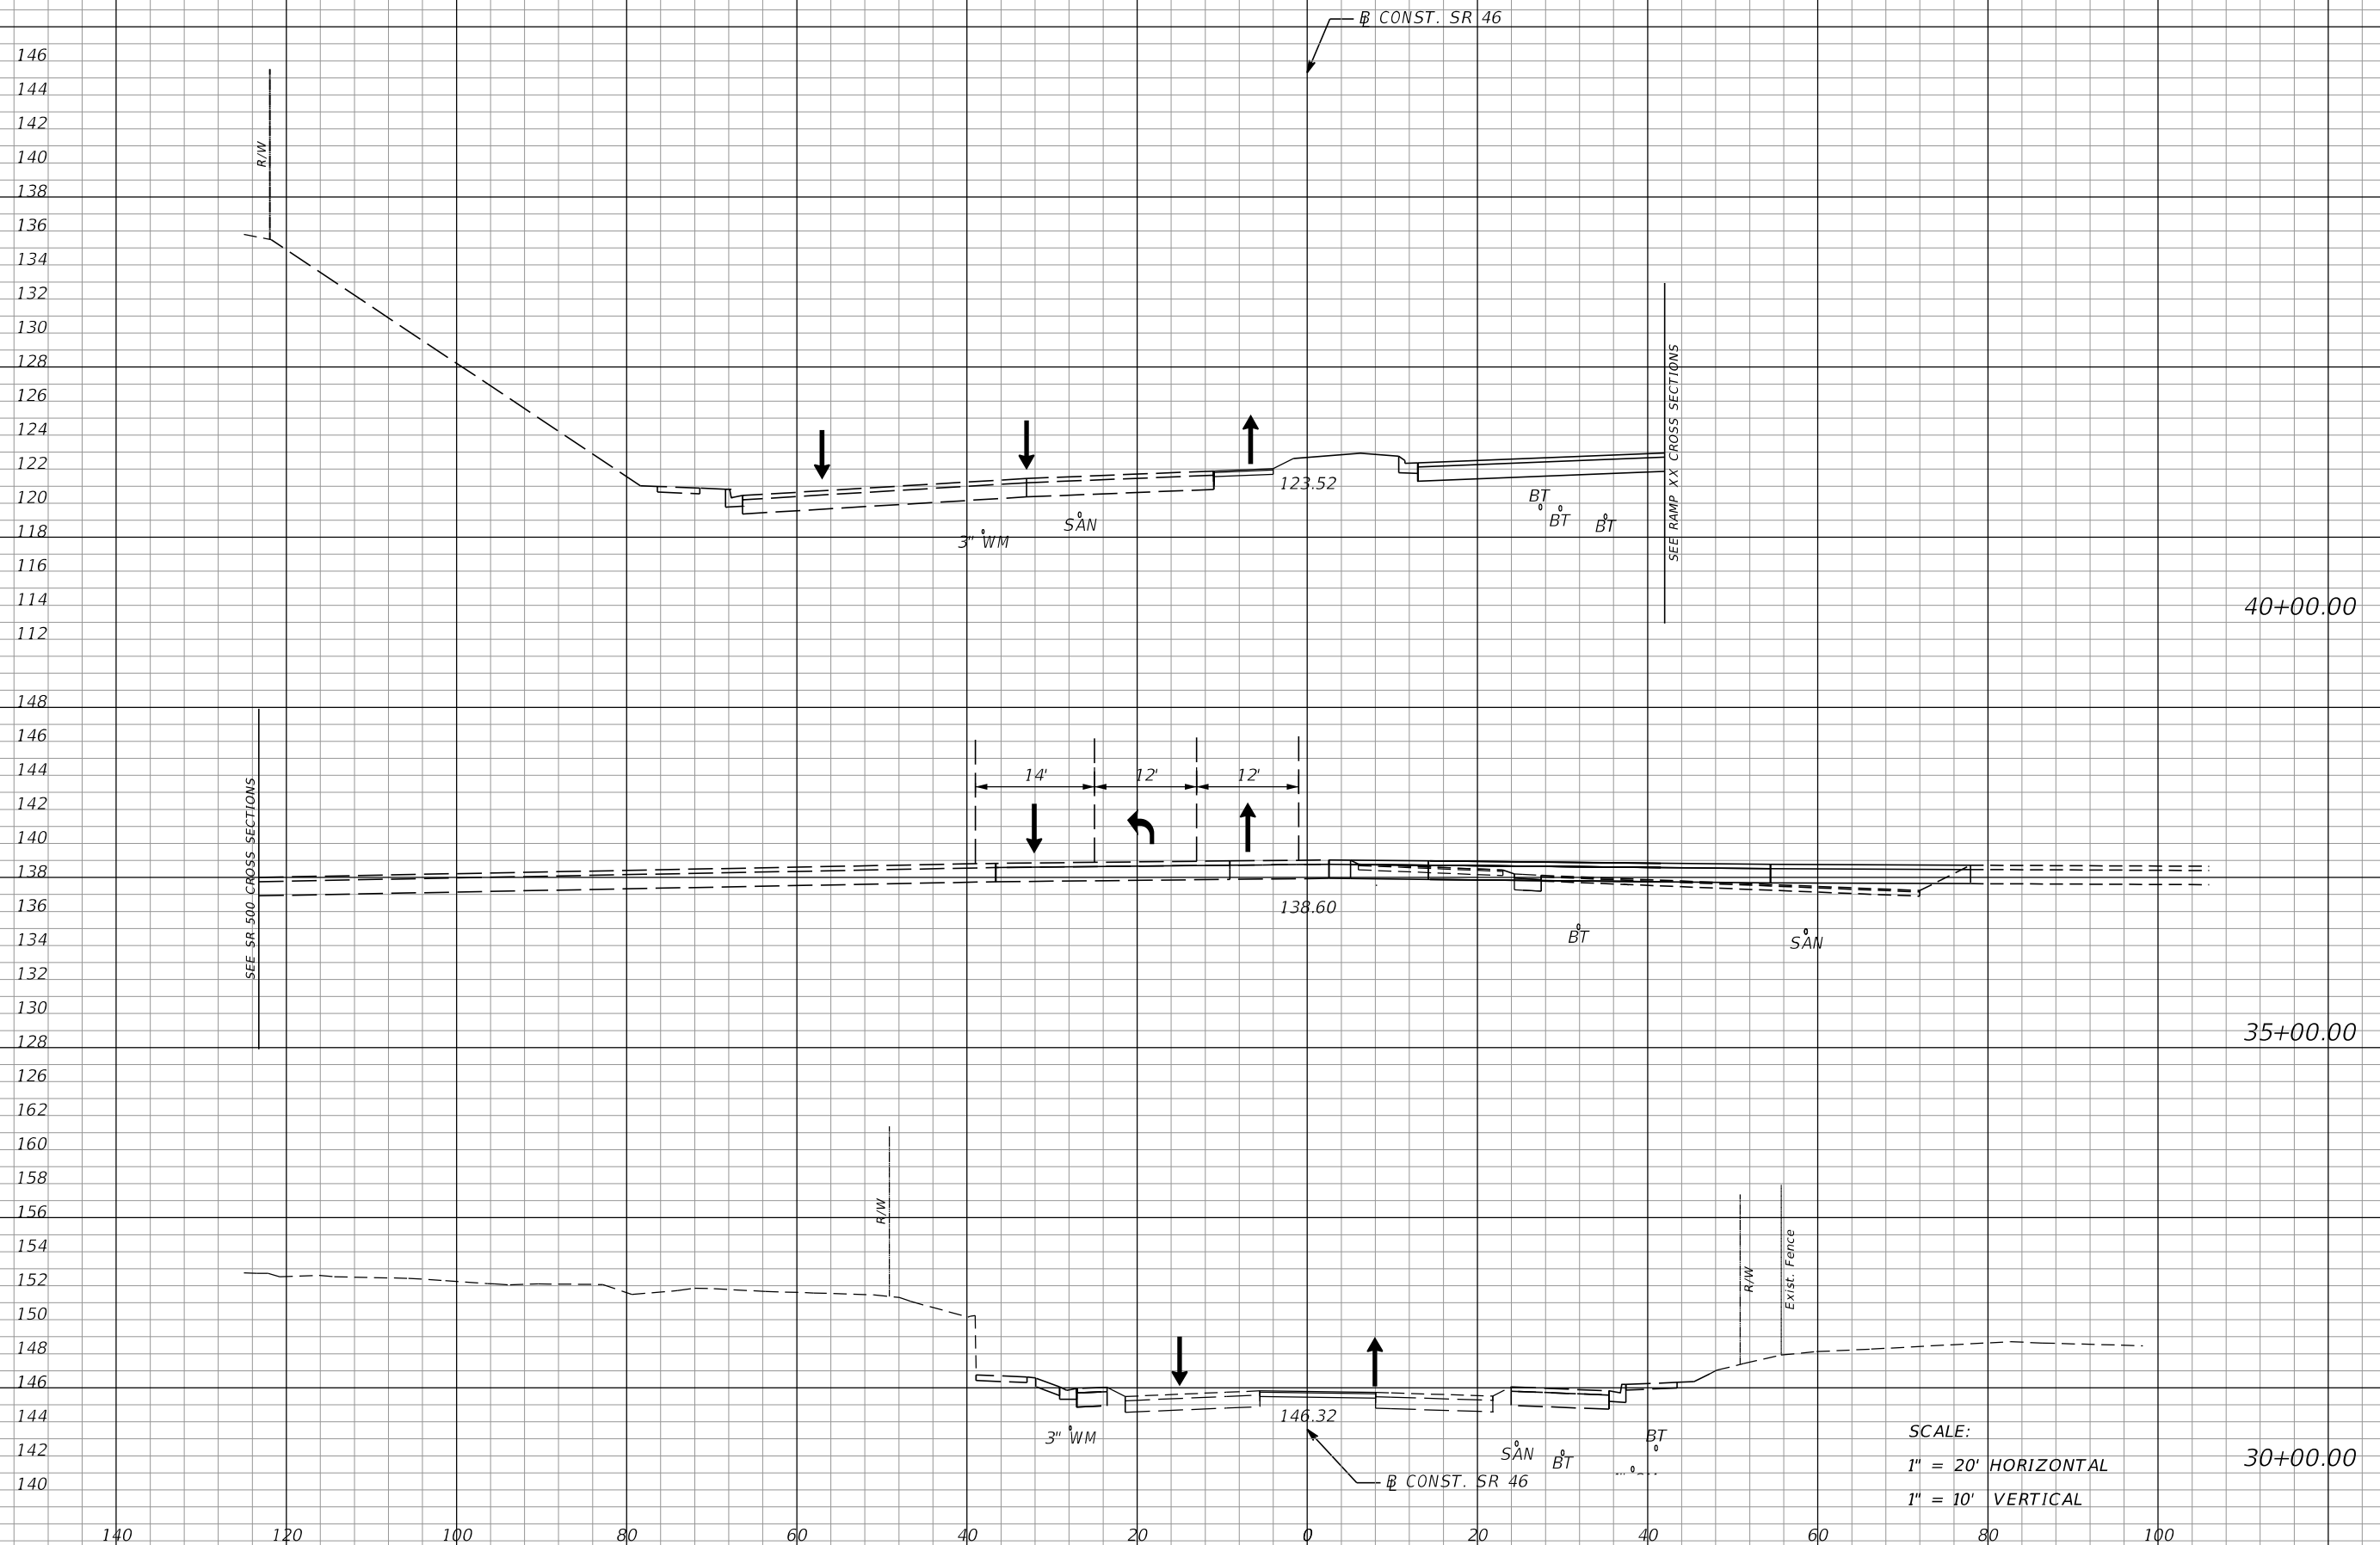 BL CONST. SR 46
146
144
142
140
138
136
134
132
130
128
126
124
122
120
118
116
114
112
R/W
123.52
3" WM
SAN
BT
BT
BT
SEE RAMP XX CROSS SECTIONS
40+00.00
148
146
144
142
140
138
136
134
132
130
128
126
SEE SR 500 CROSS SECTIONS
14'
12'
12'
138.60
BT
SAN
35+00.00
162
160
158
156
154
152
150
148
146
144
142
140
R/W
R/W
Exist. Fence
146.32
3" WM
SAN
BT
BT
BL CONST. SR 46
SCALE:
1" = 20' HORIZONTAL
1" = 10' VERTICAL
30+00.00
140 120 100 80 60 40 20 0 20 40 60 80 100